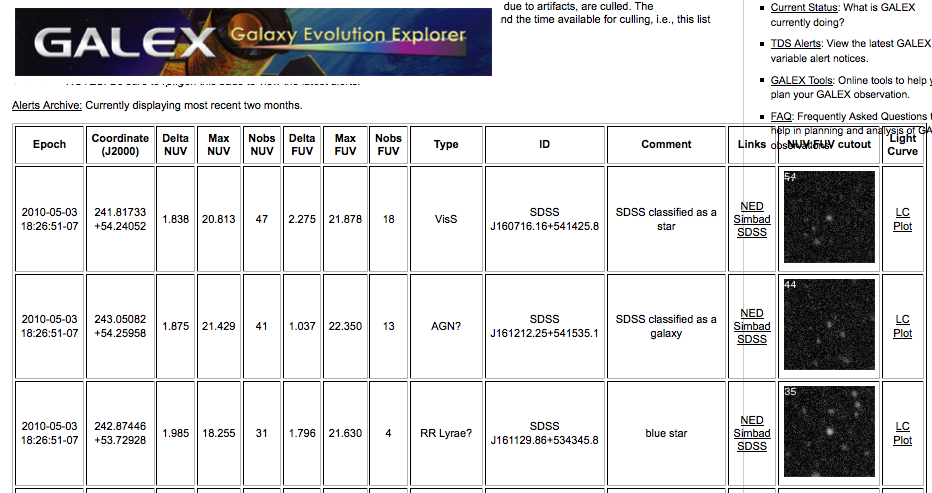 due to artifacts, are culled. The
nd the time available for culling, i.e., this list
GALEX Galaxy Evolution Explorer
Alerts Archive: Currently displaying most recent two months.
Current Status: What is GALEX
currently doing?
TDS Alerts: View the latest GALEX
variable alert notices.
GALEX Tools: Online tools to help y
plan your GALEX observation.
FAQ: Frequently Asked Questions t
help in planning and analysis of GA
observations.
Epoch Coordinate (J2000) Delta NUV Max NUV Nobs NUV Delta FUV Max FUV Nobs FUV Type ID Comment Links NUV FUV cutout Light Curve
2010-05-03 18:26:51-07 241.81733 +54.24052 1.838 20.813 47 2.275 21.878 18 VisS SDSS J160716.16+541425.8 SDSS classified as a star NED Simbad SDSS 54 LC Plot
2010-05-03 18:26:51-07 243.05082 +54.25958 1.875 21.429 41 1.037 22.350 13 AGN? SDSS J161212.25+541535.1 SDSS classified as a galaxy NED Simbad SDSS 44 LC Plot
2010-05-03 18:26:51-07 242.87446 +53.72928 1.985 18.255 31 1.796 21.630 4 RR Lyrae? SDSS J161129.86+534345.8 blue star NED Simbad SDSS 35 LC Plot